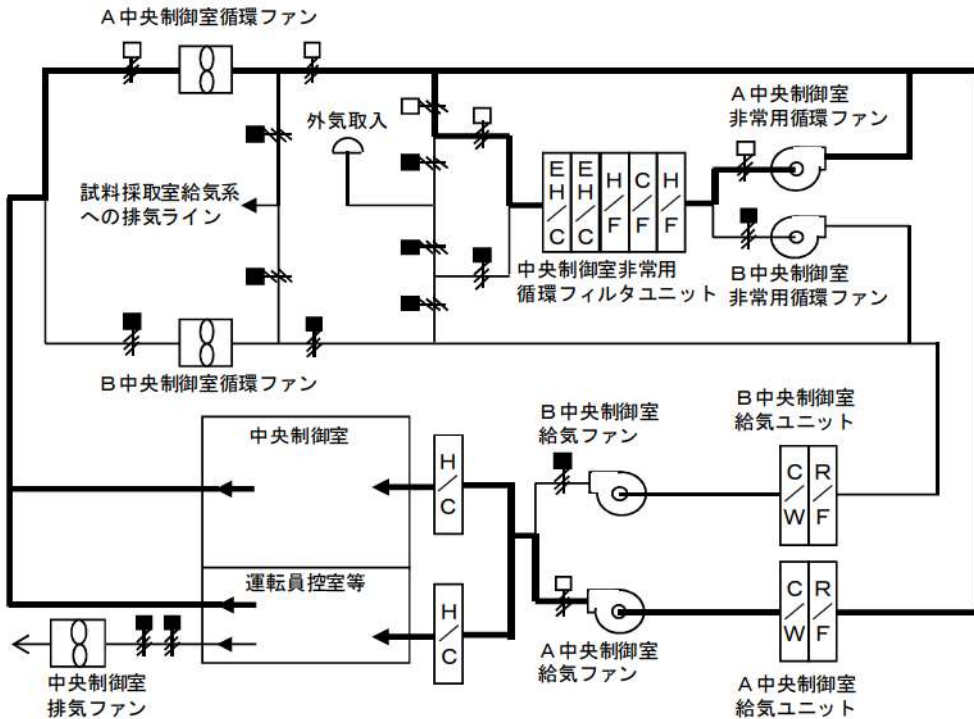 A中央制御室循環ファン
外気取入
A中央制御室
非常用循環ファン
試料採取室給気系
への排気ライン
E
H
/
C
E
H
/
C
H
/
F
C
/
F
H
/
F
中央制御室非常用
循環フィルタユニット
B中央制御室
非常用循環ファン
B中央制御室循環ファン
中央制御室
H
/
C
B中央制御室
給気ファン
B中央制御室
給気ユニット
C
/
W
R
/
F
運転員控室等
H
/
C
A中央制御室
給気ファン
C
/
W
R
/
F
A中央制御室
給気ユニット
中央制御室
排気ファン